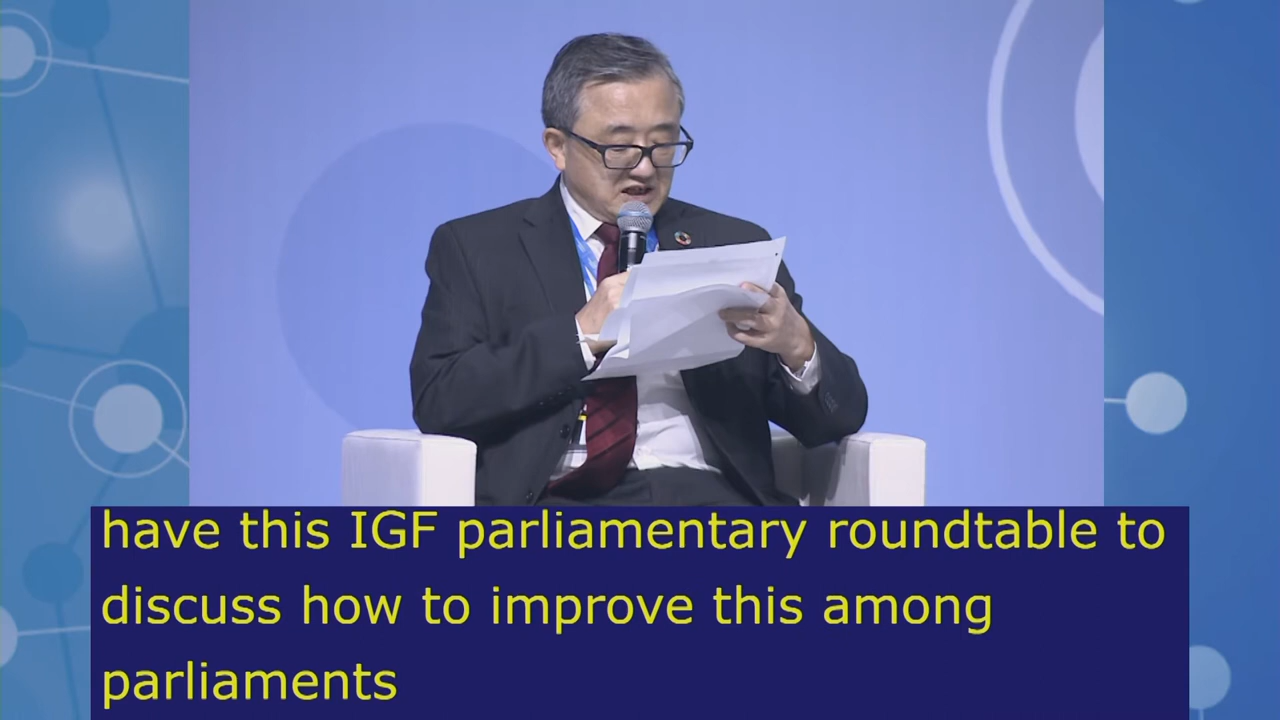 have this IGF parliamentary roundtable to
discuss how to improve this among
parliaments